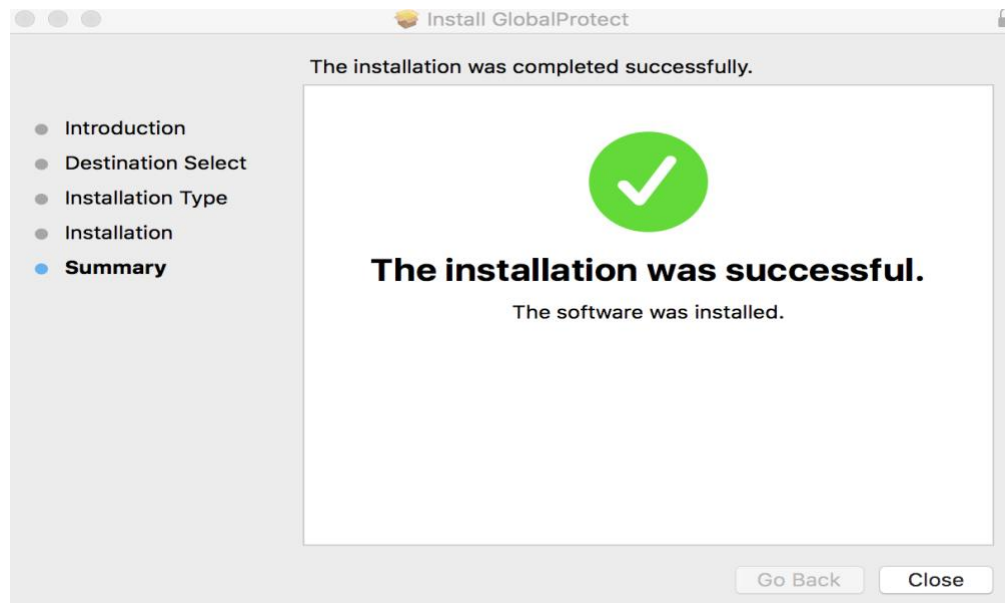 Install GlobalProtect
The installation was completed successfully.
Introduction
Destination Select
Installation Type
Installation
Summary
The installation was successful.
The software was installed.
Go Back
Close